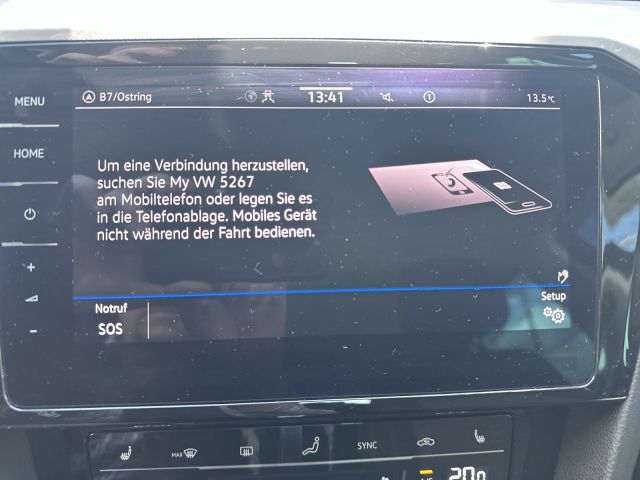 MENU
HOME
B7/Ostring
13:41
1
13.5°C
Um eine Verbindung herzustellen,
suchen Sie My VW 5267
am Mobiltelefon oder legen Sie es
in die Telefonablage. Mobiles Gerät
nicht während der Fahrt bedienen.
Notruf
SOS
Setup
+
-
MAX
SYNC